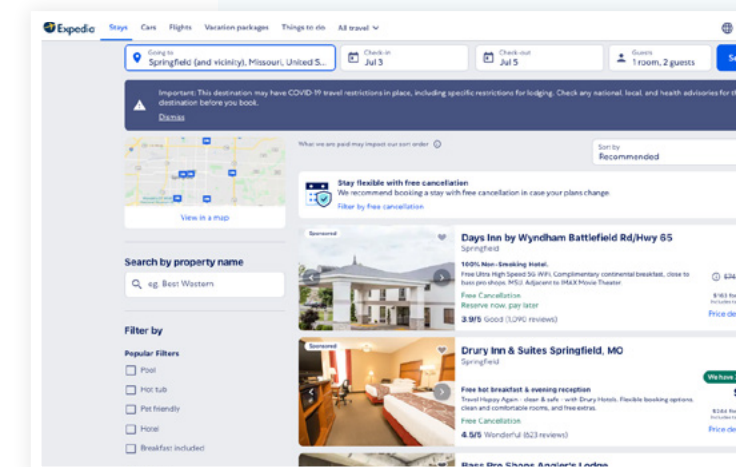 Expedia
Stays Cars Flights Vacation packages Things to do All travel
Going to
Springfield (and vicinity), Missouri, United S...
Check-in
Jul 3
Check-out
Jul 5
Guests
1 room, 2 guests
Se
Important: This destination may have COVID-19 travel restrictions in place, including specific restrictions for lodging. Check any national, local, and health advisories for th
destination before you book.
Dismiss
View in a map
What we are paid may impact our sort order
Sort by
Recommended
Stay flexible with free cancellation
We recommend booking a stay with free cancellation in case your plans change.
Filter by free cancellation
Search by property name
eg. Best Western
Filter by
Popular Filters
Pool
Hot tub
Pet friendly
Hotel
Breakfast included
Sponsored
Days Inn by Wyndham Battlefield Rd/Hwy 65
Springfield
100% Non-Smoking Hotel.
Free Ultra High Speed 5G WiFi, Complimentary continental breakfast, close to
bass pro shops, MSU. Adjacent to IMAX Movie Theater.
Free Cancellation
Reserve now, pay later
3.9/5 Good (1,090 reviews)
Price de
Sponsored
Drury Inn & Suites Springfield, MO
Springfield
Free hot breakfast & evening reception
Travel Happy Again - clean & safe - with Drury Hotels. Flexible booking options,
clean and comfortable rooms, and free extras.
Free Cancellation
4.5/5 Wonderful (623 reviews)
We have
Price de
Bass Pro Shops Angler's Lodge